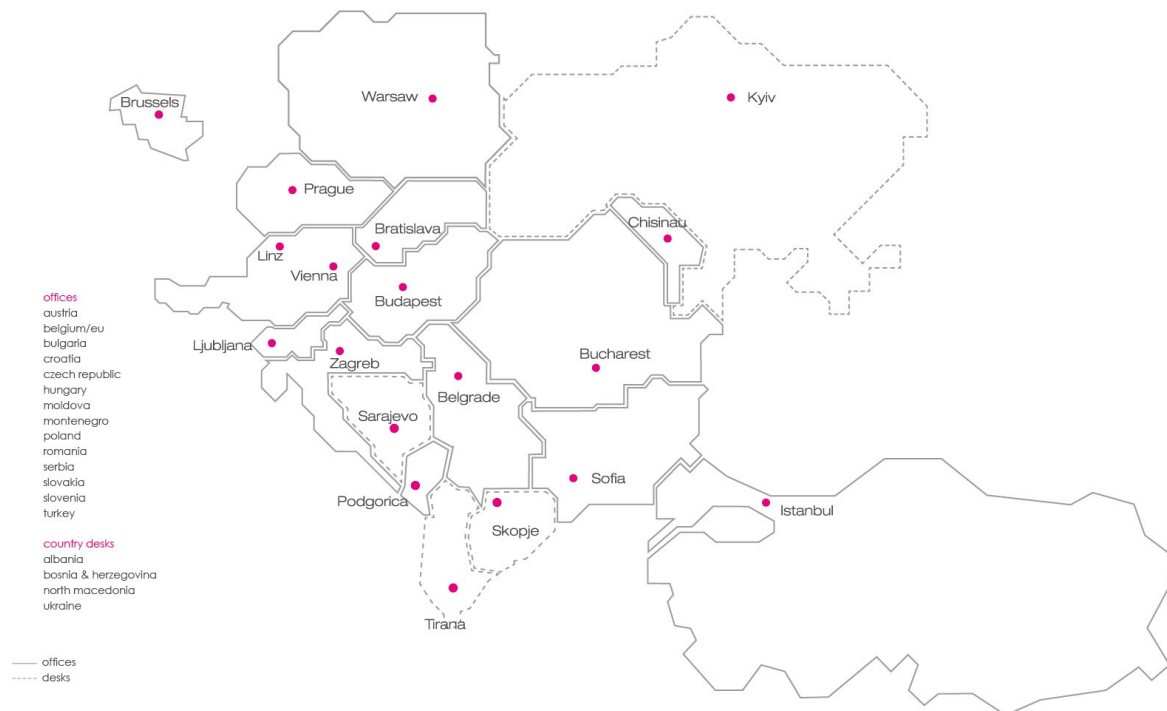 Warsaw
Kyiv
Brussels
Prague
Chisinau
Bratislava
Linz
Vienna
Budapest
Ljubljana
Zagreb
Bucharest
Belgrade
Sarajevo
Sofia
Podgorica
Istanbul
Skopje
Tirana
offices
austria
belgium/eu
bulgaria
croatia
czech republic
hungary
moldova
montenegro
poland
romania
serbia
slovakia
slovenia
turkey
country desks
albania
bosnia & herzegovina
north macedonia
ukraine
offices
desks